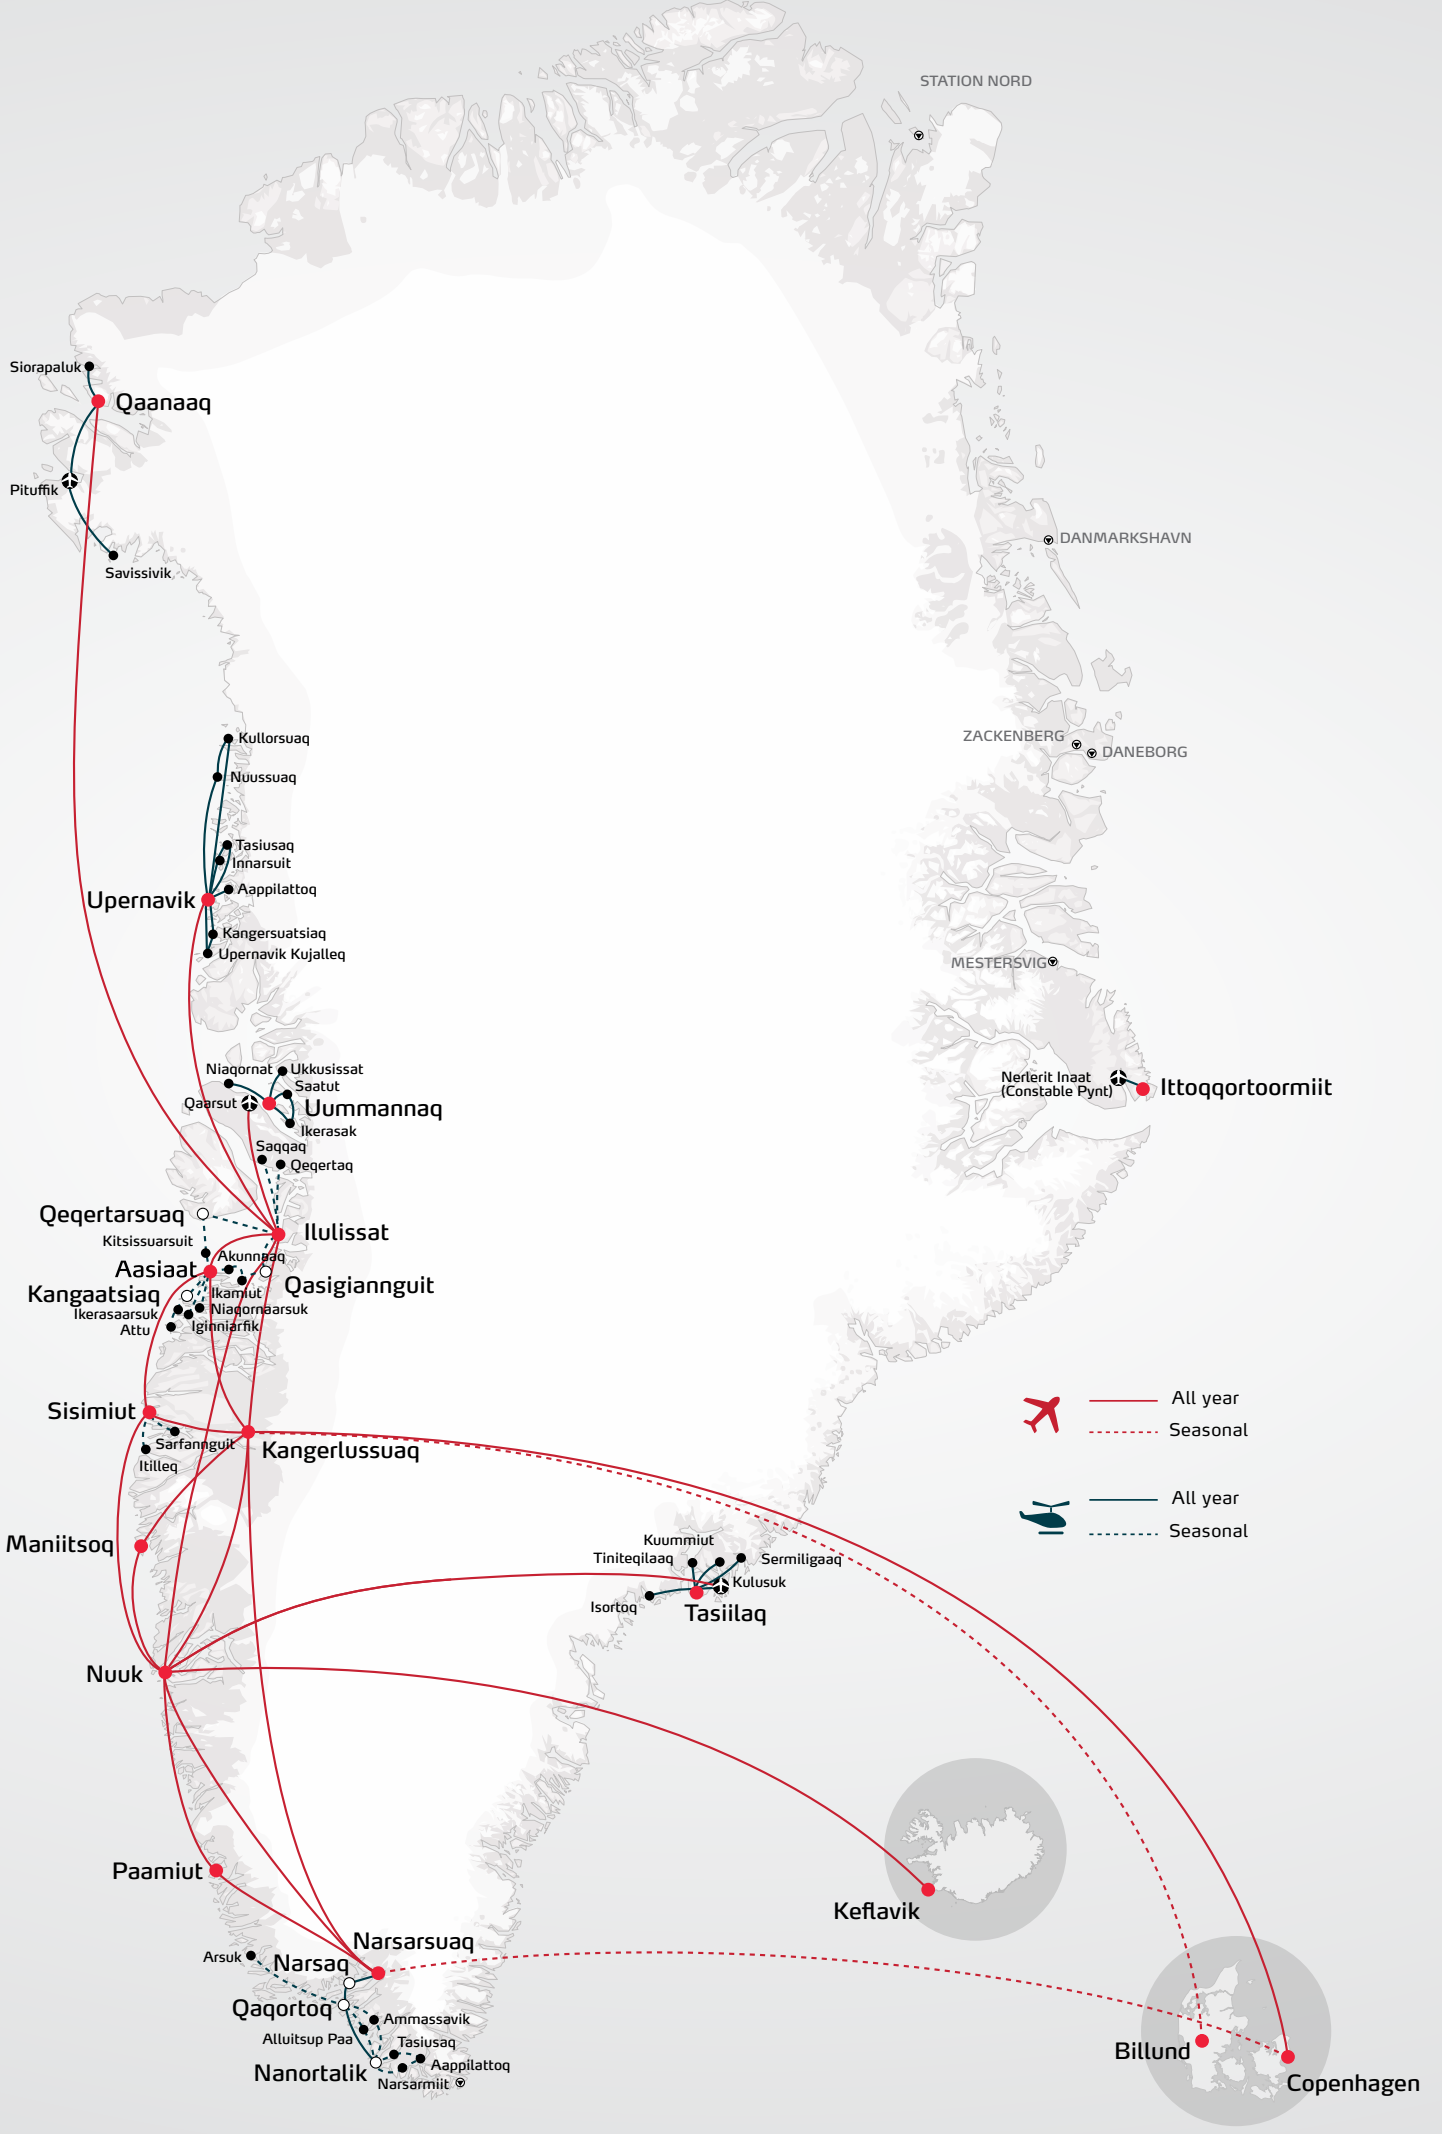 STATION NORD
Siorapaluk
Qaanaaq
Pituffik
Savissivik
DANMARKSHAVN
ZACKENBERG
DANEBORG
Kullorsuaq
Nuussuaq
Tasiusaq
Innarsuit
Aappilattoq
Upernavik
Kangersuatsiaq
Upernavik Kujalleq
MESTERSVIG
Niaqornat
Ukkusissat
Saatut
Qaarsut
Uummannaq
Ikerasak
Nerlerit Inaat
(Constable Pynt)
Ittoqqortoormiit
Saqqaq
Qeqertaq
Qeqertarsuaq
Ilulissat
Kitsissuarsuit
Akunnaaq
Aasiaat
Qasigiannguit
Kangaatsiaq
Ikamiut
Niaqornaarsuk
Ikerasaarsuk
Iginniarfik
Attu
Sisimiut
Sarfannguit
Itilleq
Kangerlussuaq
All year
Seasonal
All year
Seasonal
Maniitsoq
Kuummiut
Tiniteqilaaq
Sermiligaaq
Kulusuk
Isortoq
Tasiilaq
Nuuk
Paamiut
Keflavik
Narsarsuaq
Arsuk
Narsaq
Qaqortoq
Ammassavik
Alluitsup Paa
Tasiusaq
Aappilattoq
Nanortalik
Narsarmiit
Billund
Copenhagen